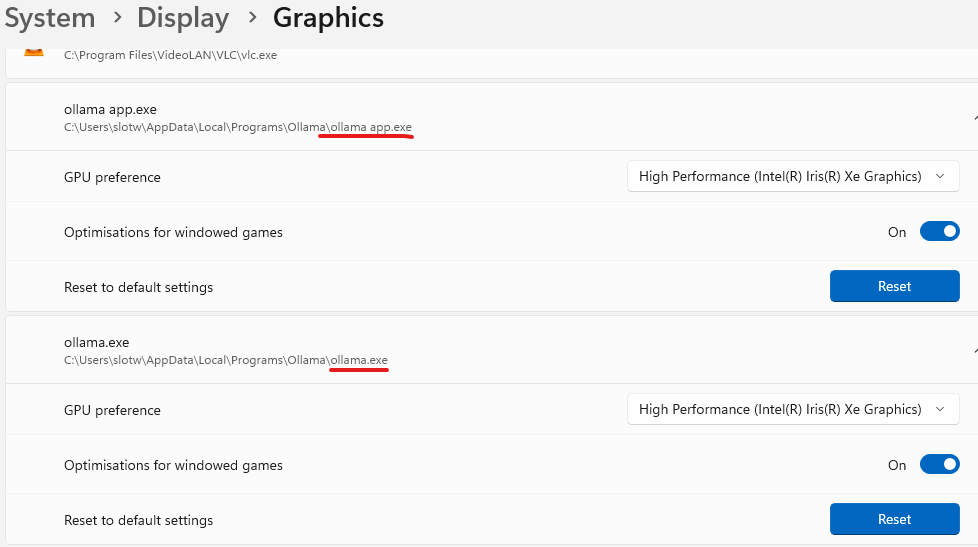 System > Display > Graphics
C:\Program Files\VideoLAN\VLC\vlc.exe
ollama app.exe
C:\Users\slotw\AppData\Local\Programs\Ollama\ollama app.exe
GPU preference
High Performance (Intel(R) Iris(R) Xe Graphics)
Optimisations for windowed games
On
Reset to default settings
Reset
ollama.exe
C:\Users\slotw\AppData\Local\Programs\Ollama\ollama.exe
GPU preference
High Performance (Intel(R) Iris(R) Xe Graphics)
Optimisations for windowed games
On
Reset to default settings
Reset